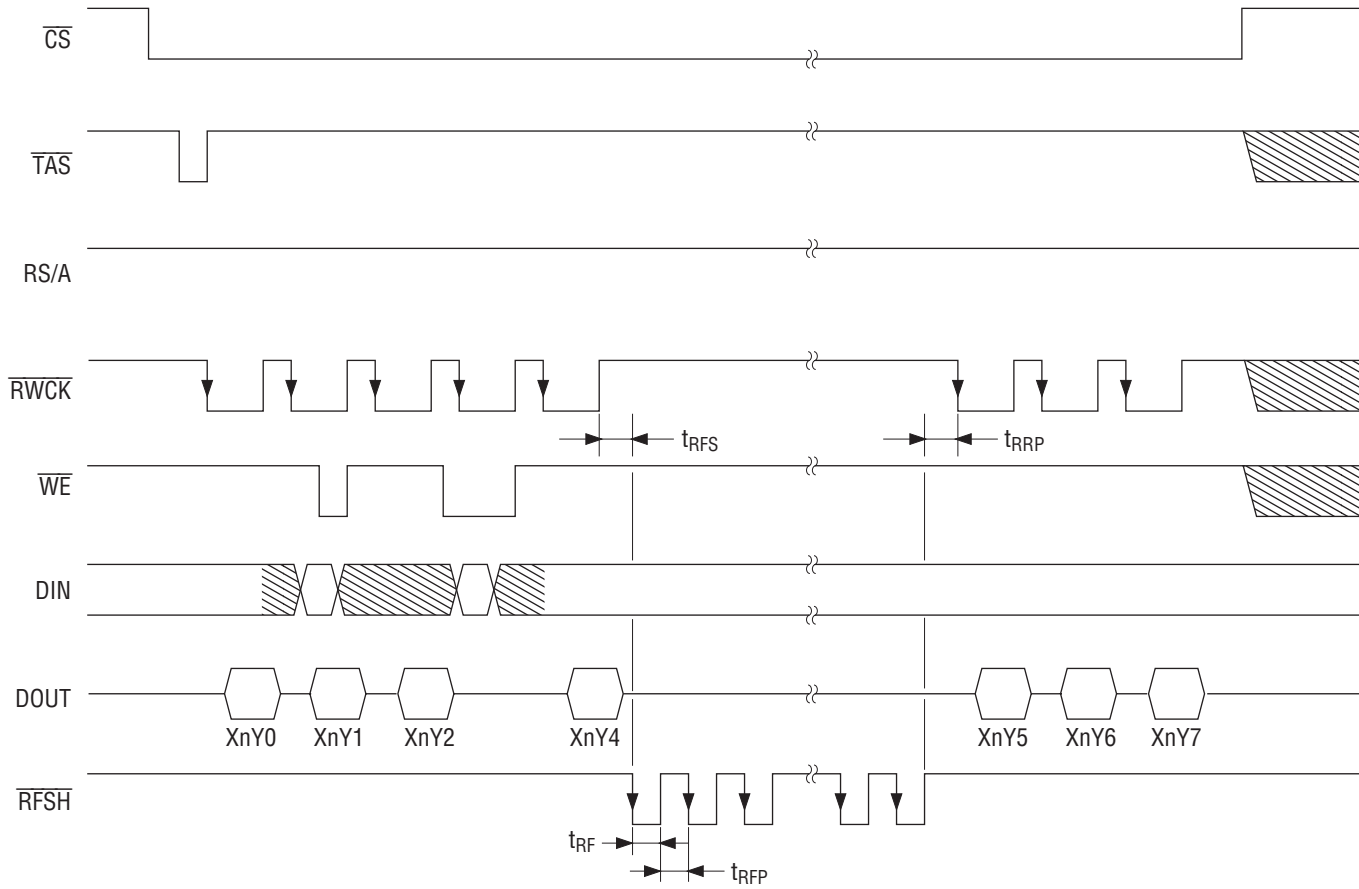 CS
TAS
RS/A
RWCK
tRFS
tRRP
WE
DIN
DOUT
XnY0 XnY1 XnY2 XnY4 XnY5 XnY6 XnY7
RFSH
tRF
tRFP